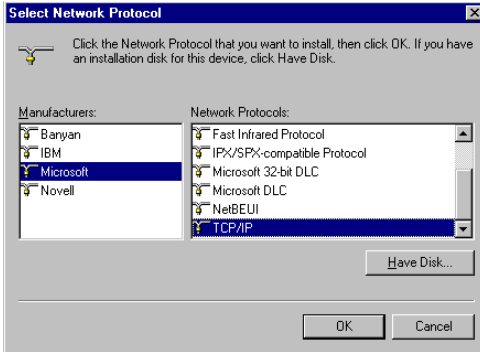 Select Network Protocol
Click the Network Protocol that you want to install, then click OK. If you have
an installation disk for this device, click Have Disk.
Manufacturers:
Banyan
IBM
Microsoft
Novell
Network Protocols:
Fast Infrared Protocol
IPX/SPX-compatible Protocol
Microsoft 32-bit DLC
Microsoft DLC
NetBEUI
TCP/IP
Have Disk...
OK
Cancel